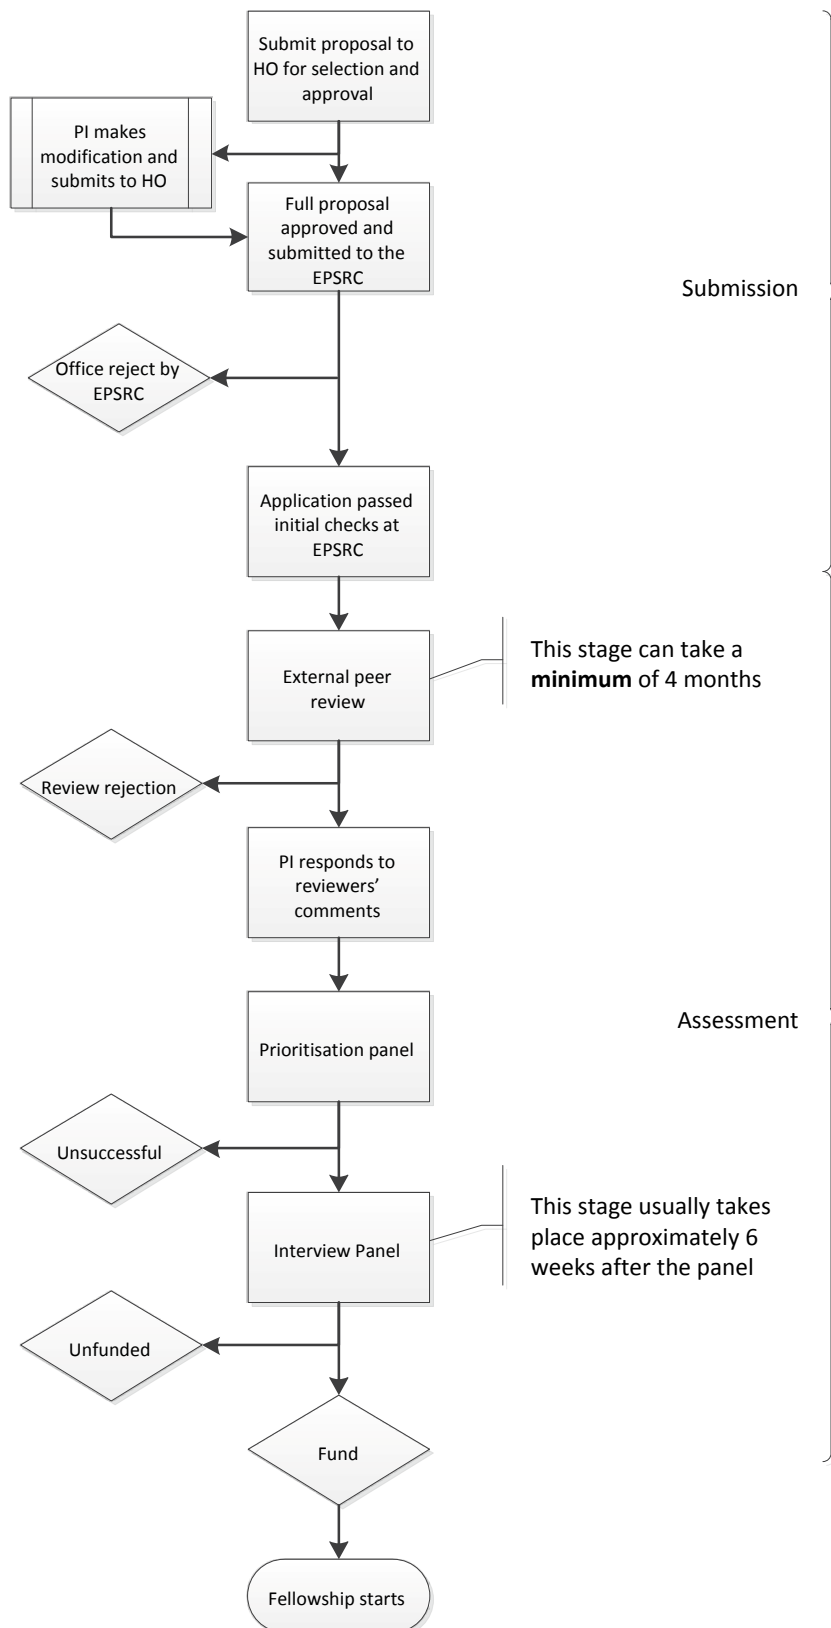 Submit proposal to
HO for selection and
approval
PI makes
modification and
submits to HO
Full proposal
approved and
submitted to the
EPSRC
Submission
Office reject by
EPSRC
Application passed
initial checks at
EPSRC
External peer
review
This stage can take a
minimum of 4 months
Review rejection
PI responds to
reviewers’
comments
Prioritisation panel
Assessment
Unsuccessful
Interview Panel
This stage usually takes
place approximately 6
weeks after the panel
Unfunded
Fund
Fellowship starts